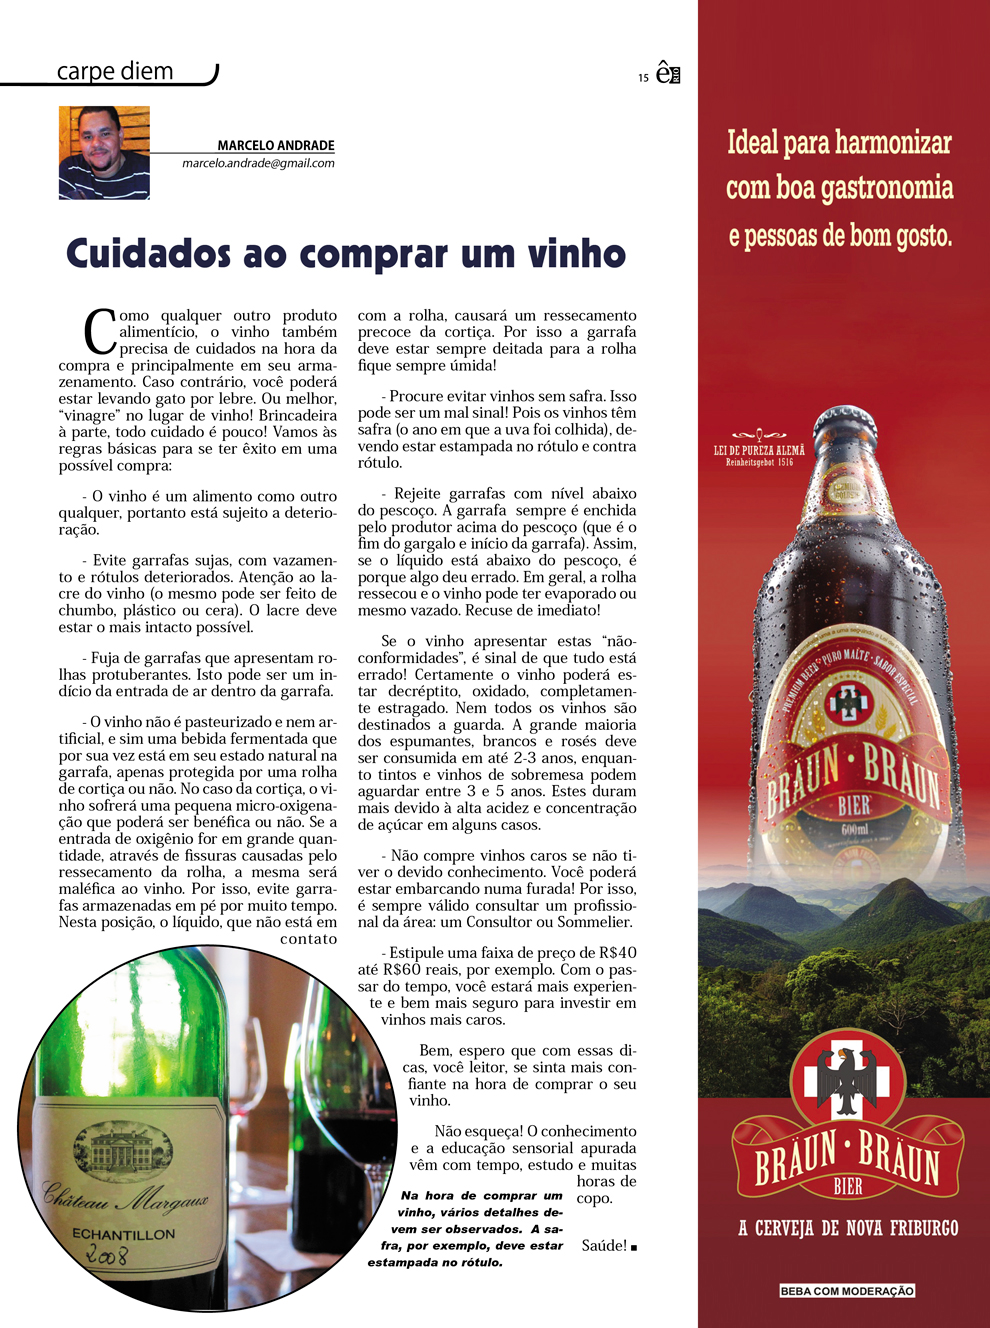 carpe diem
15 ê
MARCELO ANDRADE
marcelo.andrade@gmail.com
Cuidados ao comprar um vinho
Como qualquer outro produto
alimentício, o vinho também
precisa de cuidados na hora da
compra e principalmente em seu arma-
zenamento. Caso contrário, você poderá
estar levando gato por lebre. Ou melhor,
“vinagre” no lugar de vinho! Brincadeira
à parte, todo cuidado é pouco! Vamos às
regras básicas para se ter êxito em uma
possível compra:
- O vinho é um alimento como outro
qualquer, portanto está sujeito a deterio-
ração.
- Evite garrafas sujas, com vazamen-
to e rótulos deteriorados. Atenção ao la-
cre do vinho (o mesmo pode ser feito de
chumbo, plástico ou cera). O lacre deve
estar o mais intacto possível.
- Fuja de garrafas que apresentam ro-
lhas protuberantes. Isto pode ser um in-
dício da entrada de ar dentro da garrafa.
- O vinho não é pasteurizado e nem ar-
tificial, e sim uma bebida fermentada que
por sua vez está em seu estado natural na
garrafa, apenas protegida por uma rolha
de cortiça ou não. No caso da cortiça, o vi-
nho sofrerá uma pequena micro-oxigena-
ção que poderá ser benéfica ou não. Se a
entrada de oxigênio for em grande quan-
tidade, através de fissuras causadas pelo
ressecamento da rolha, a mesma será
maléfica ao vinho. Por isso, evite garra-
fas armazenadas em pé por muito tempo.
Nesta posição, o líquido, que não está em
contato
com a rolha, causará um ressecamento
precoce da cortiça. Por isso a garrafa
deve estar sempre deitada para a rolha
fique sempre úmida!
- Procure evitar vinhos sem safra. Isso
pode ser um mal sinal! Pois os vinhos têm
safra (o ano em que a uva foi colhida), de-
vendo estar estampada no rótulo e contra
rótulo.
- Rejeite garrafas com nível abaixo
do pescoço. A garrafa sempre é enchida
pelo produtor acima do pescoço (que é o
fim do gargalo e início da garrafa). Assim,
se o líquido está abaixo do pescoço, é
porque algo deu errado. Em geral, a rolha
ressecou e o vinho pode ter evaporado ou
mesmo vazado. Recuse de imediato!
Se o vinho apresentar estas “não-
conformidades”, é sinal de que tudo está
errado! Certamente o vinho poderá es-
tar decréptito, oxidado, completamen-
te estragado. Nem todos os vinhos são
destinados a guarda. A grande maioria
dos espumantes, brancos e rosés deve
ser consumida em até 2-3 anos, enquan-
to tintos e vinhos de sobremesa podem
aguardar entre 3 e 5 anos. Estes duram
mais devido à alta acidez e concentração
de açúcar em alguns casos.
- Não compre vinhos caros se não ti-
ver o devido conhecimento. Você poderá
estar embarcando numa furada! Por isso,
é sempre válido consultar um profissio-
nal da área: um Consultor ou Sommelier.
- Estipule uma faixa de preço de R$40
até R$60 reais, por exemplo. Com o pas-
sar do tempo, você estará mais experien-
te e bem mais seguro para investir em
vinhos mais caros.
Bem, espero que com essas di-
cas, você leitor, se sinta mais con-
fiante na hora de comprar o seu
vinho.
Não esqueça! O conhecimento
e a educação sensorial apurada
vêm com tempo, estudo e muitas
horas de
copo.
Saúde!
Na hora de comprar um
vinho, vários detalhes de-
vem ser observados. A sa-
fra, por exemplo, deve estar
estampada no rótulo.
Château Margaux
ECHANTILLON
2008
Ideal para harmonizar
com boa gastronomia
e pessoas de bom gosto.
LEI DE PUREZA ALEMÃ
Reinheitsgebot 1516
PREMIUM BEER • PURO MALTE • SABOR ESPECIAL
BRÄUN · BRÄUN
BIER
600ml
BRÄUN · BRÄUN
BIER
A CERVEJA DE NOVA FRIBURGO
BEBA COM MODERAÇÃO